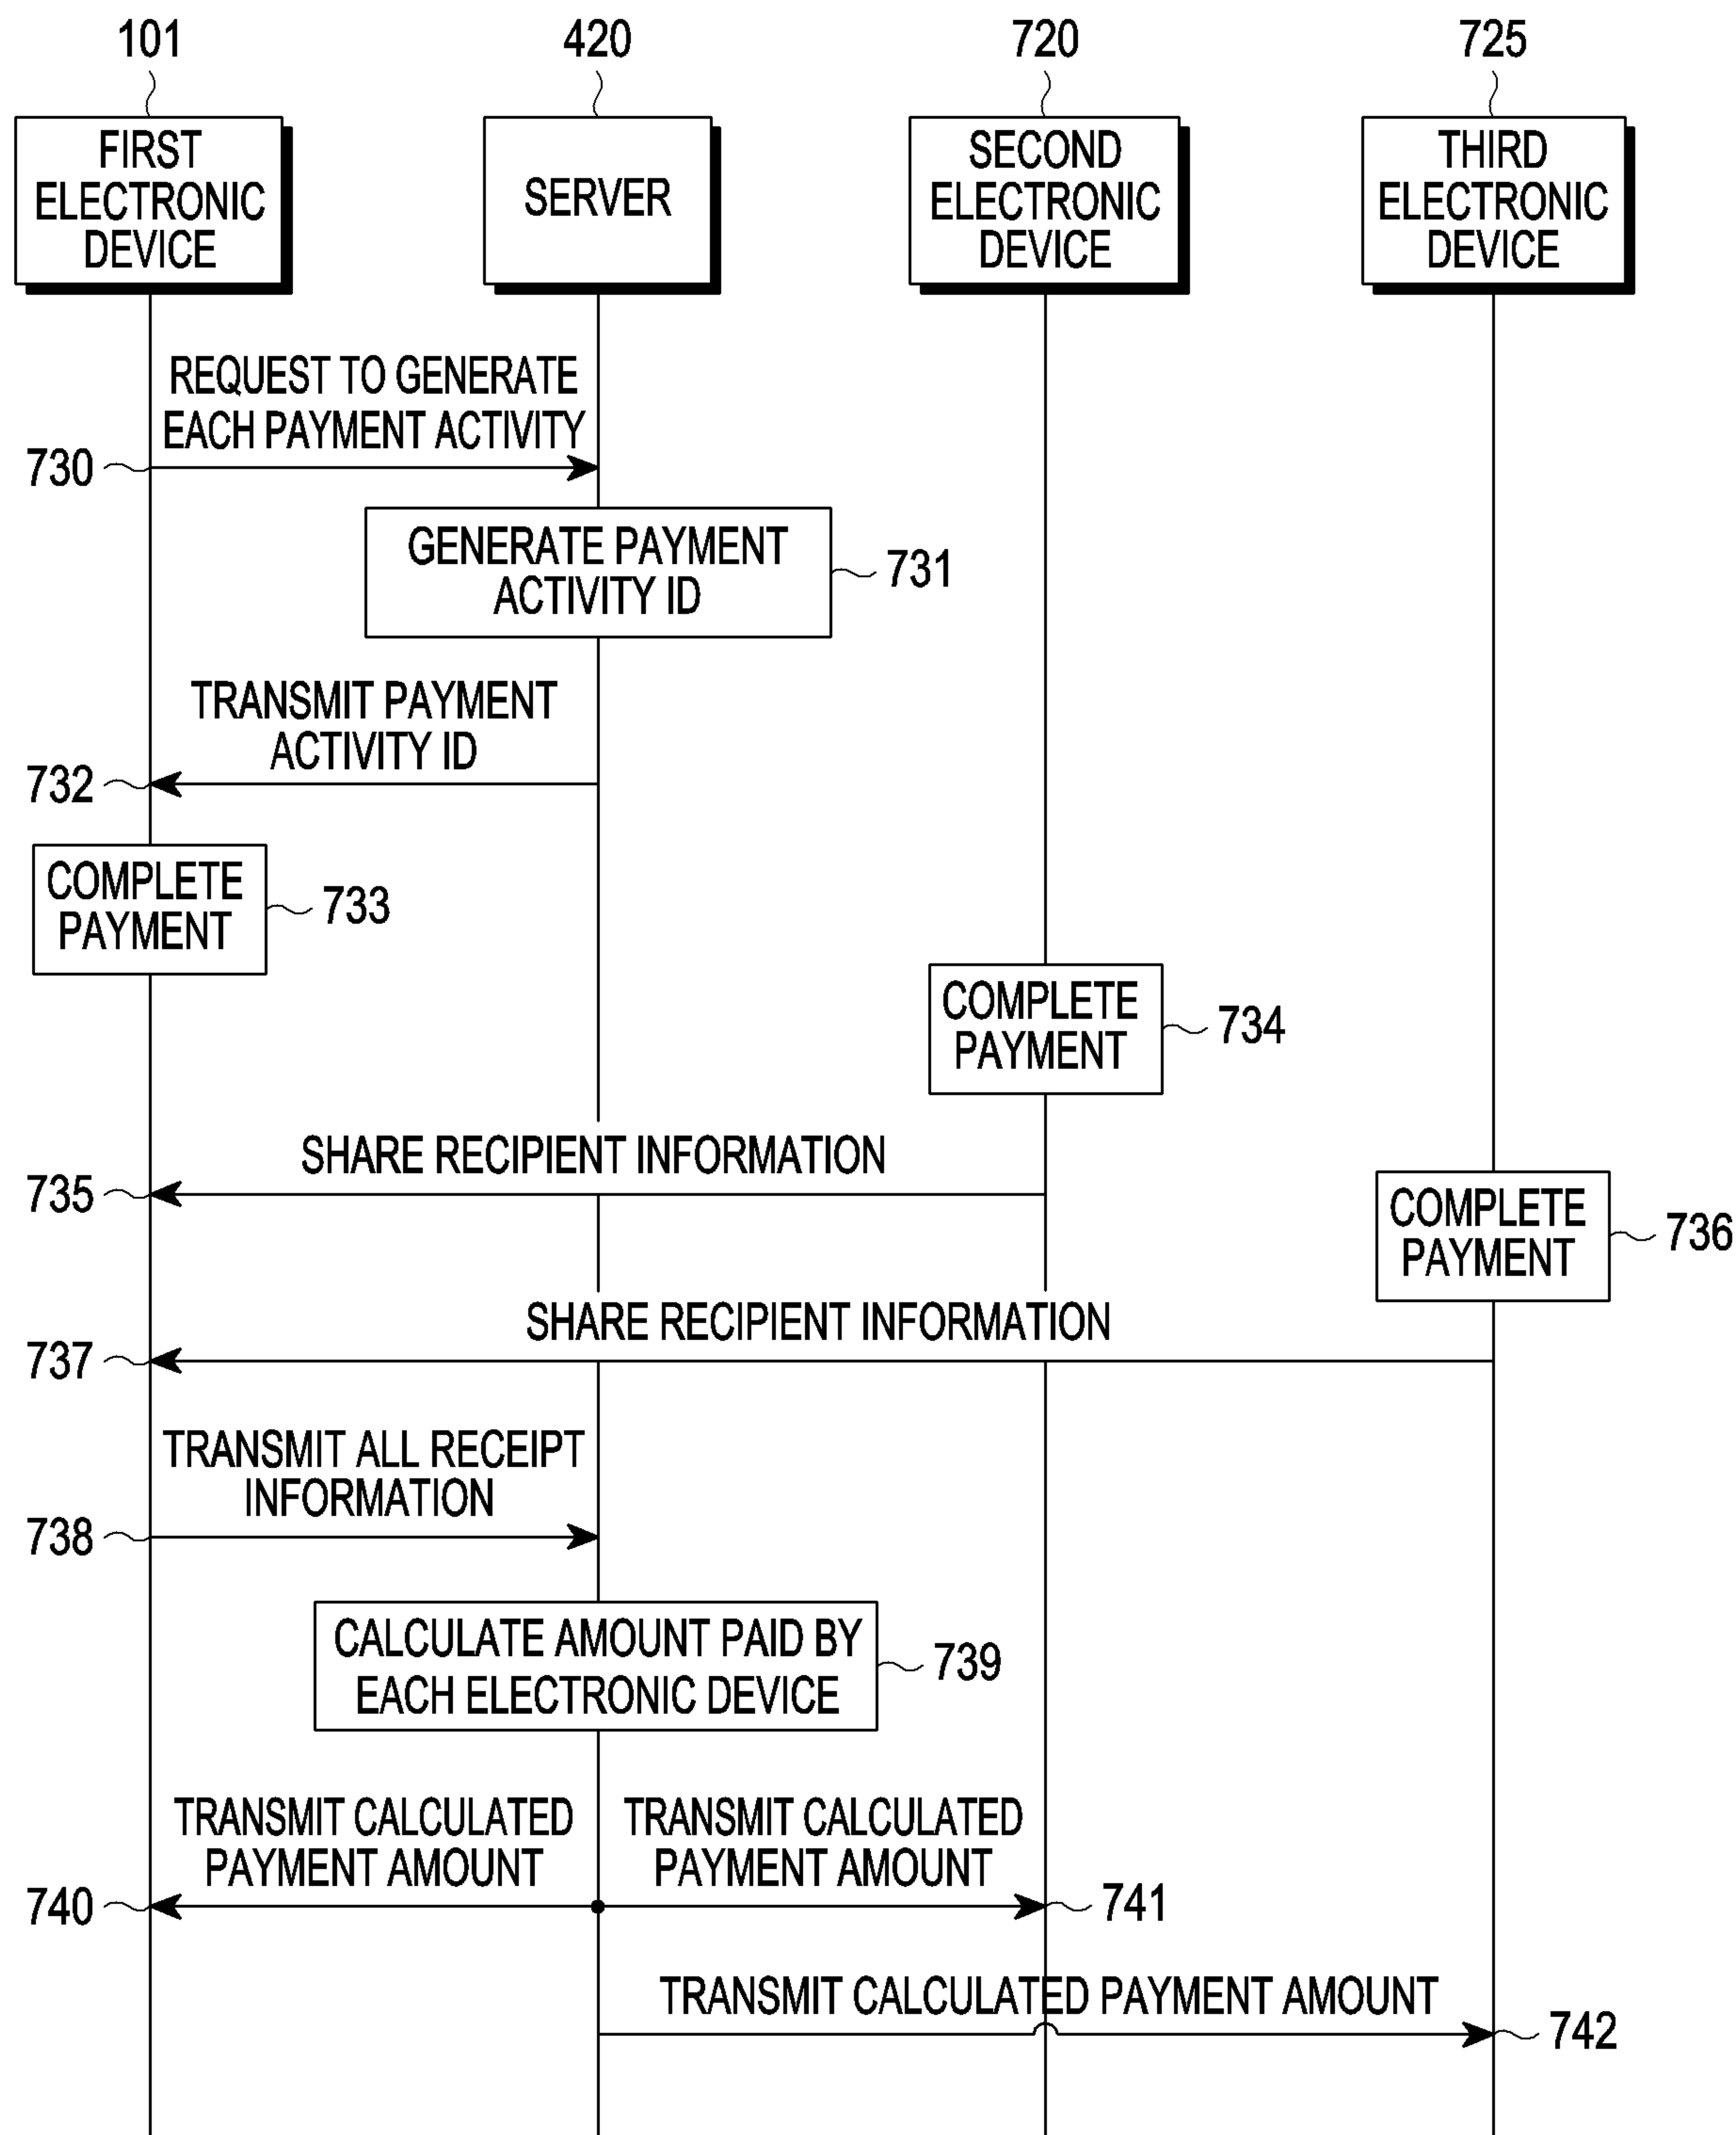 101
420
720
725
FIRST
ELECTRONIC
DEVICE
SERVER
SECOND
ELECTRONIC
DEVICE
THIRD
ELECTRONIC
DEVICE
REQUEST TO GENERATE
EACH PAYMENT ACTIVITY
730
GENERATE PAYMENT
ACTIVITY ID
731
TRANSMIT PAYMENT
ACTIVITY ID
732
COMPLETE
PAYMENT
733
COMPLETE
PAYMENT
734
SHARE RECIPIENT INFORMATION
735
COMPLETE
PAYMENT
736
SHARE RECIPIENT INFORMATION
737
TRANSMIT ALL RECEIPT
INFORMATION
738
CALCULATE AMOUNT PAID BY
EACH ELECTRONIC DEVICE
739
TRANSMIT CALCULATED
PAYMENT AMOUNT
740
TRANSMIT CALCULATED
PAYMENT AMOUNT
741
TRANSMIT CALCULATED PAYMENT AMOUNT
742